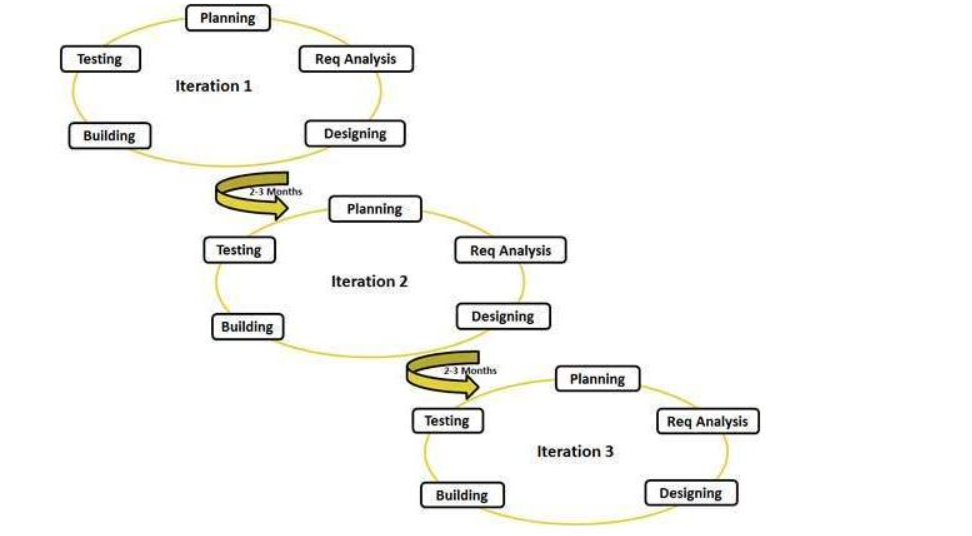 Planning
Testing
Req Analysis
Iteration 1
Building
Designing
2-3 Months
Planning
Testing
Req Analysis
Iteration 2
Building
Designing
2-3 Months
Planning
Testing
Req Analysis
Iteration 3
Building
Designing